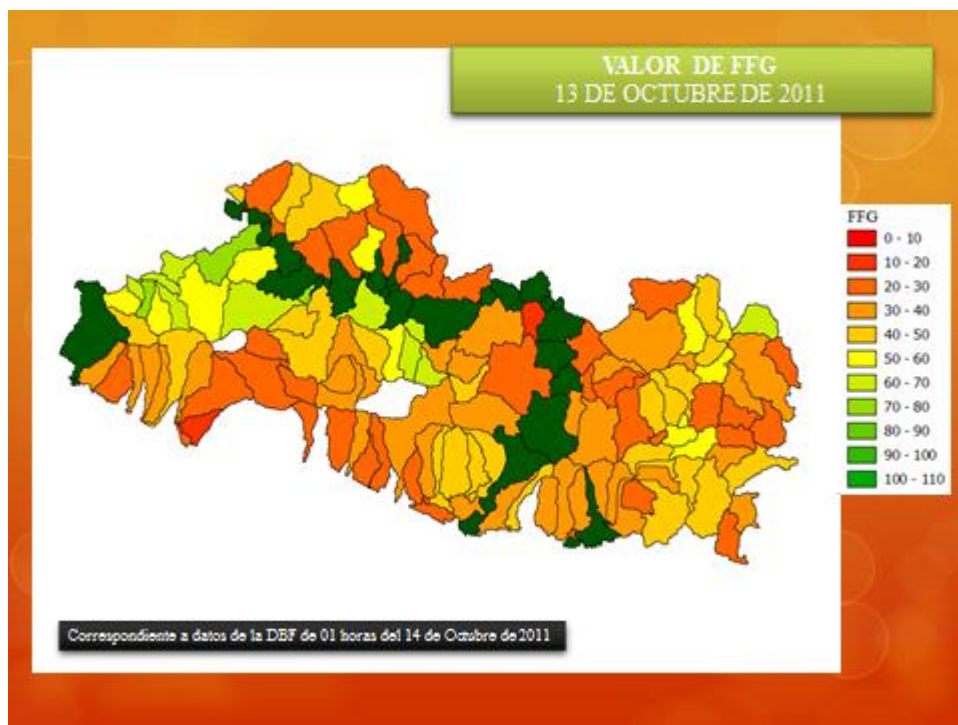 VALOR DE FFG
13 DE OCTUBRE DE 2011
FFG
0 - 10
10 - 20
20 - 30
30 - 40
40 - 50
50 - 60
60 - 70
70 - 80
80 - 90
90 - 100
100 - 110
Correspondiente a datos de la DBF de 01 horas del 14 de Octubre de 2011